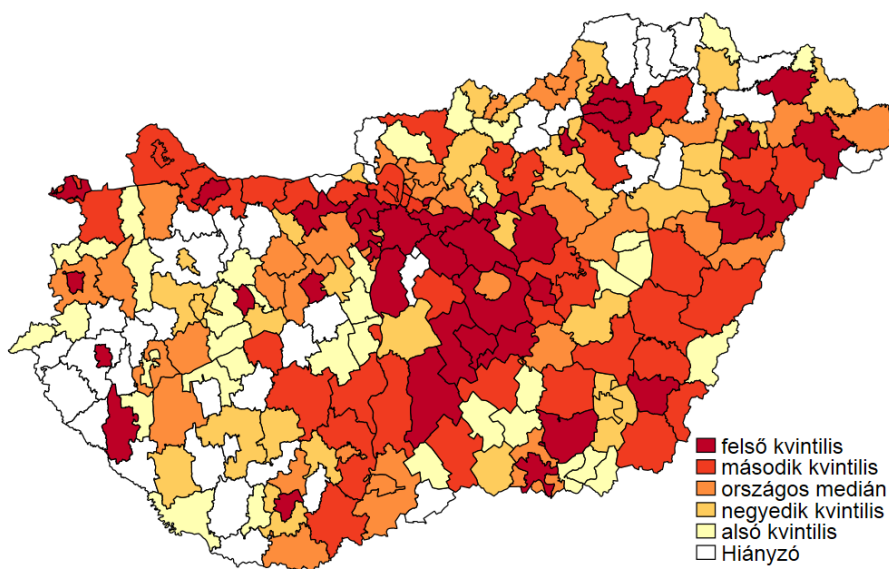 felső kvintilis
második kvintilis
országos medián
negyedik kvintilis
alsó kvintilis
Hiányzó